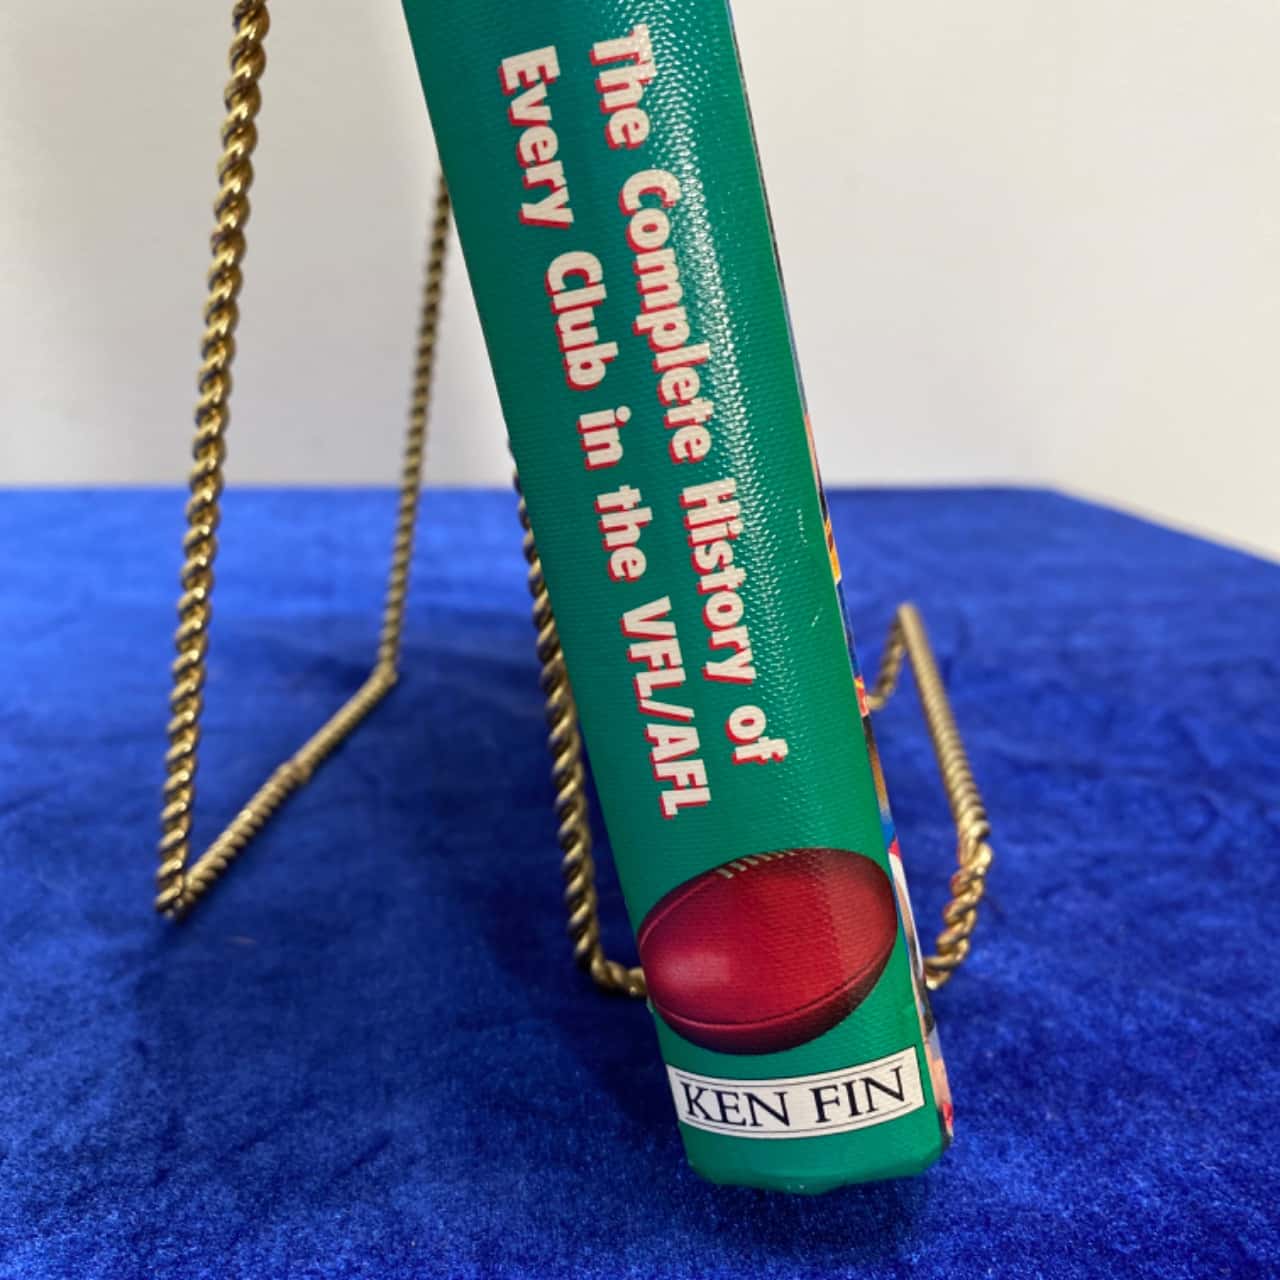 The Complete History of
Every Club in the VFL/AFL
KEN FIN